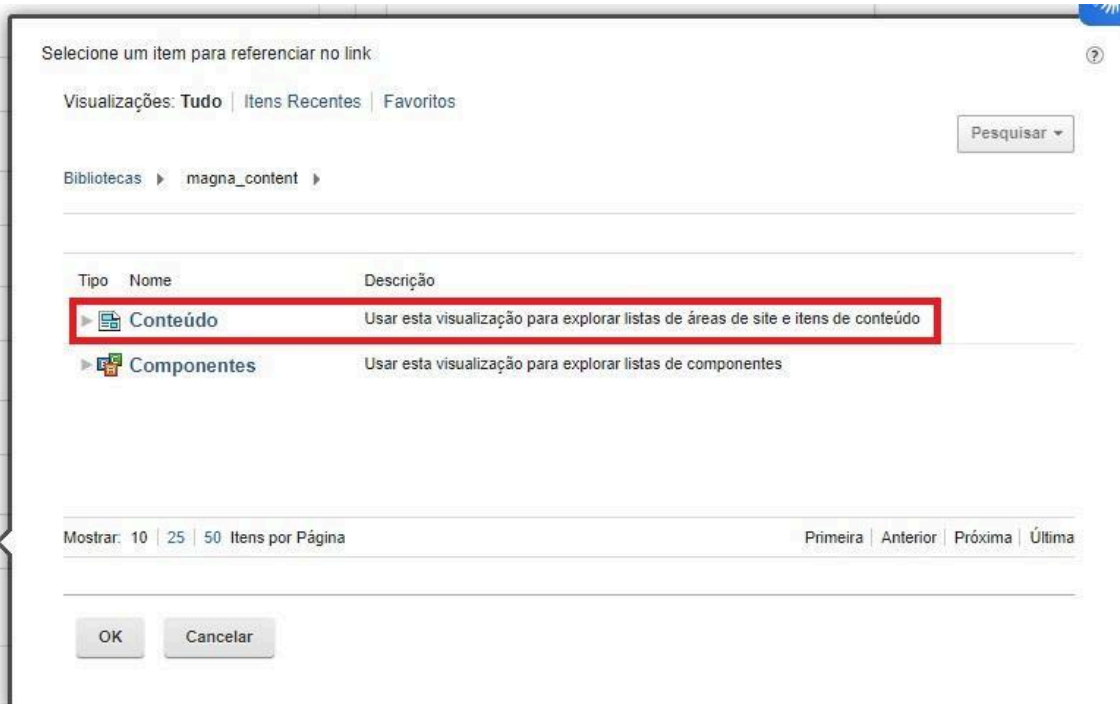 Selecione um item para referenciar no link
?
Visualizações: Tudo | Itens Recentes | Favoritos
Pesquisar
Bibliotecas magna_content
Tipo Nome Descrição
Conteúdo Usar esta visualização para explorar listas de áreas de site e itens de conteúdo
Componentes Usar esta visualização para explorar listas de componentes
Mostrar: 10 | 25 | 50 Itens por Página Primeira | Anterior | Próxima | Última
OK Cancelar